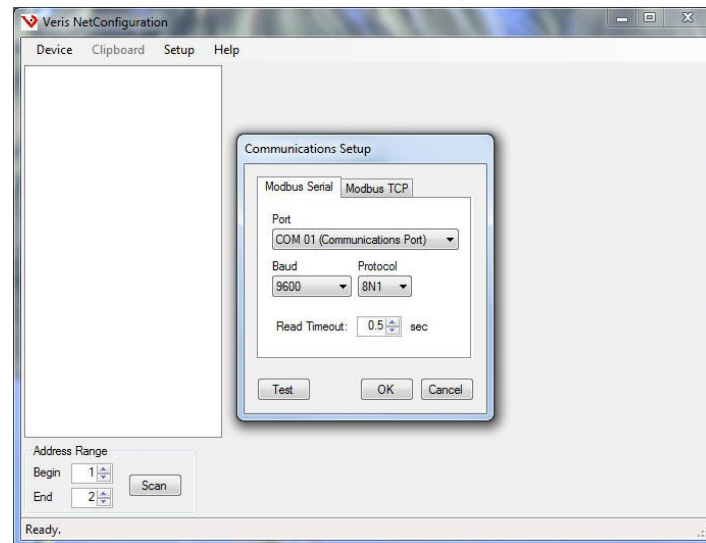 Veris NetConfiguration
Device Clipboard Setup Help
Communications Setup
Modbus Serial Modbus TCP
Port
COM 01 (Communications Port)
Baud Protocol
9600 8N1
Read Timeout: 0.5 sec
Test OK Cancel
Address Range
Begin 1
End 2
Scan
Ready.